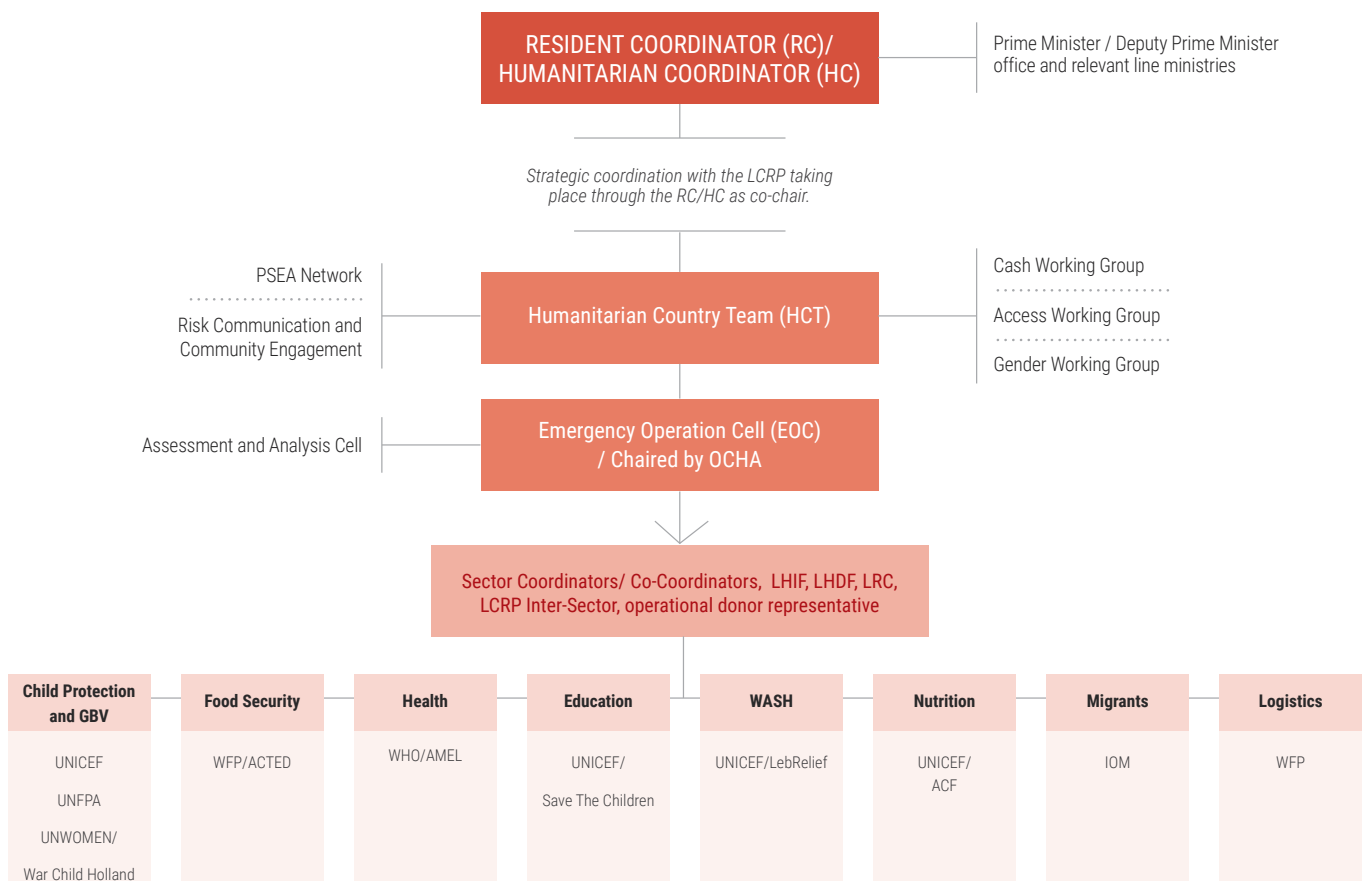 RESIDENT COORDINATOR (RC)/
HUMANITARIAN COORDINATOR (HC)
Prime Minister / Deputy Prime Minister
office and relevant line ministries
Strategic coordination with the LCRP taking
place through the RC/HC as co-chair.
PSEA Network
Risk Communication and
Community Engagement
Humanitarian Country Team (HCT)
Cash Working Group
Access Working Group
Gender Working Group
Assessment and Analysis Cell
Emergency Operation Cell (EOC)
/ Chaired by OCHA
Sector Coordinators/ Co-Coordinators, LHIF, LHDF, LRC,
LCRP Inter-Sector, operational donor representative
Child Protection
and GBV
UNICEF
UNFPA
UNWOMEN/
War Child Holland
Food Security
WFP/ACTED
Health
WHO/AMEL
Education
UNICEF/
Save The Children
WASH
UNICEF/LebRelief
Nutrition
UNICEF/
ACF
Migrants
IOM
Logistics
WFP